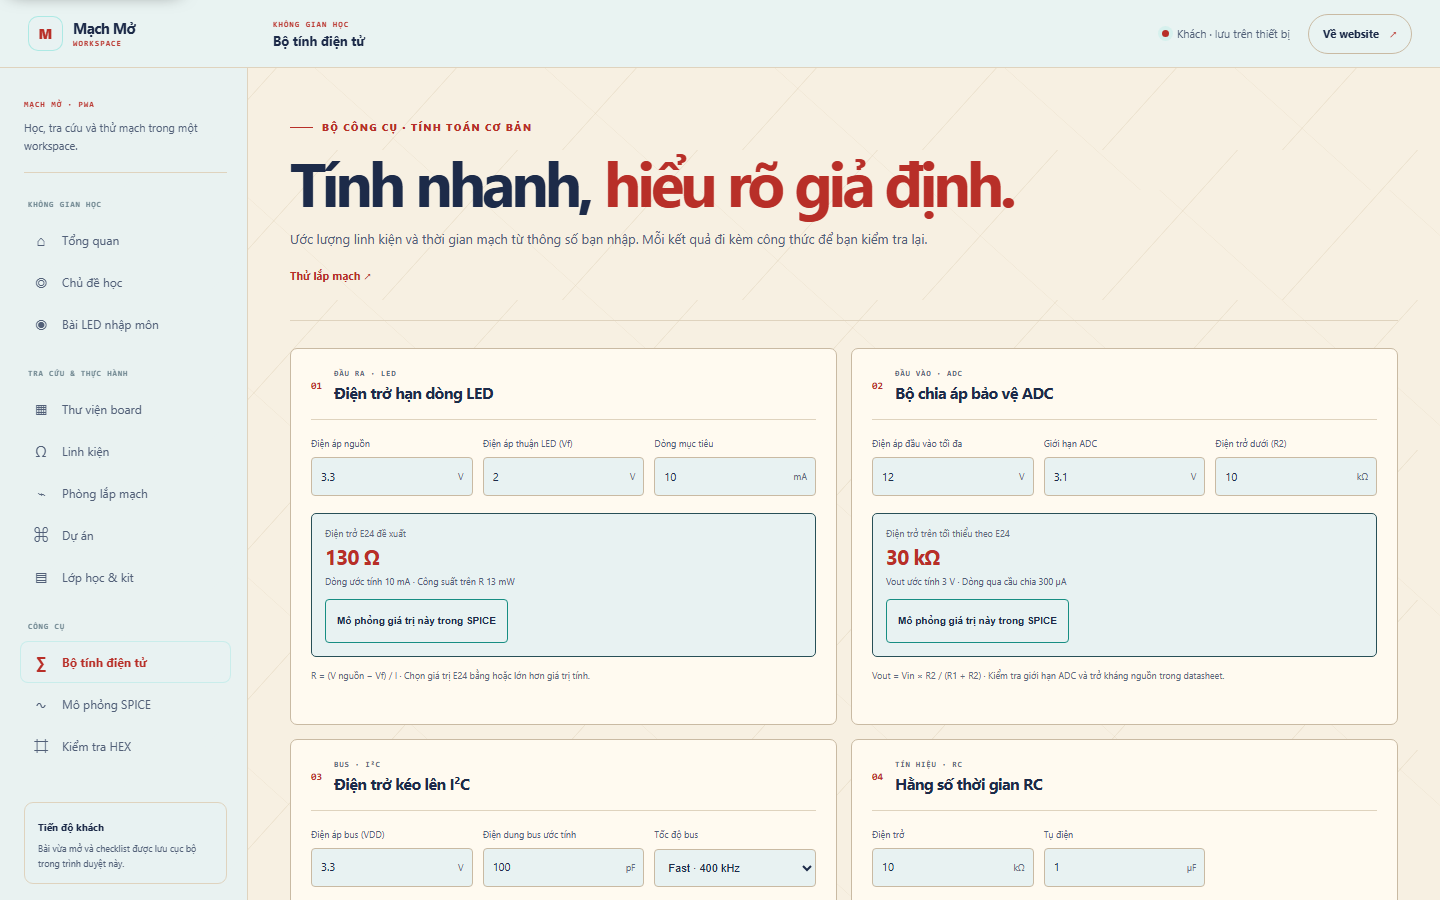 M
Mạch Mở
WORKSPACE
KHÔNG GIAN HỌC
Bộ tính điện tử
Khách · lưu trên thiết bị
Về website ↗
MẠCH MỞ · PWA
Học, tra cứu và thử mạch trong một
workspace.
KHÔNG GIAN HỌC
Tổng quan
Chủ đề học
Bài LED nhập môn
TRA CỨU & THỰC HÀNH
Thư viện board
Linh kiện
Phòng lắp mạch
Dự án
Lớp học & kit
CÔNG CỤ
Bộ tính điện tử
Mô phỏng SPICE
Kiểm tra HEX
Tiến độ khách
Bài vừa mở và checklist được lưu cục bộ
trong trình duyệt này.
BỘ CÔNG CỤ · TÍNH TOÁN CƠ BẢN
Tính nhanh, hiểu rõ giả định.
Ước lượng linh kiện và thời gian mạch từ thông số bạn nhập. Mỗi kết quả đi kèm công thức để bạn kiểm tra lại.
Thử lắp mạch ↗
01
ĐẦU RA · LED
Điện trở hạn dòng LED
Điện áp nguồn
Điện áp thuận LED (Vf)
Dòng mục tiêu
3.3 V
2 V
10 mA
Điện trở E24 đề xuất
130 Ω
Dòng ước tính 10 mA · Công suất trên R 13 mW
Mô phỏng giá trị này trong SPICE
R = (V nguồn − Vf) / I · Chọn giá trị E24 bằng hoặc lớn hơn giá trị tính.
02
ĐẦU VÀO · ADC
Bộ chia áp bảo vệ ADC
Điện áp đầu vào tối đa
Giới hạn ADC
Điện trở dưới (R2)
12 V
3.1 V
10 kΩ
Điện trở trên tối thiểu theo E24
30 kΩ
Vout ước tính 3 V · Dòng qua cầu chia 300 µA
Mô phỏng giá trị này trong SPICE
Vout = Vin × R2 / (R1 + R2) · Kiểm tra giới hạn ADC và trở kháng nguồn trong datasheet.
03
BUS · I²C
Điện trở kéo lên I²C
Điện áp bus (VDD)
Điện dung bus ước tính
Tốc độ bus
3.3 V
100 pF
Fast · 400 kHz
04
TÍN HIỆU · RC
Hằng số thời gian RC
Điện trở
Tụ điện
10 kΩ
1 µF